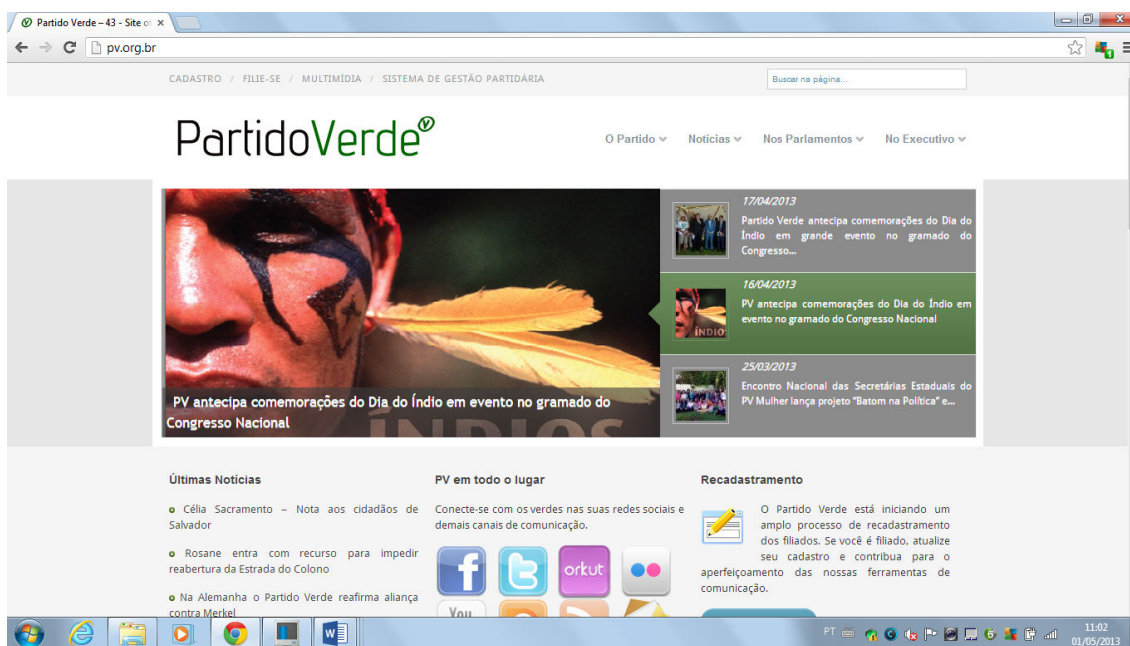 Partido Verde – 43 - Site of
pv.org.br
CADASTRO / FILIE-SE / MULTIMÍDIA / SISTEMA DE GESTÃO PARTIDÁRIA
Buscar na página...
PartidoVerde
O Partido Noticias Nos Parlamentos No Executivo
17/04/2013
Partido Verde antecipa comemorações do Dia do
Índio em grande evento no gramado do
Congresso...
16/04/2013
PV antecipa comemorações do Dia do Índio em
evento no gramado do Congresso Nacional
ÍNDIOS
25/03/2013
Encontro Nacional das Secretárias Estaduais do
PV Mulher lança projeto “Batom na Política” e...
PV antecipa comemorações do Dia do Índio em evento no gramado do
Congresso Nacional
ÍNDIOS
Últimas Notícias
Célia Sacramento – Nota aos cidadãos de
Salvador
Rosane entra com recurso para impedir
reabertura da Estrada do Colono
Na Alemanha o Partido Verde reafirma aliança
contra Merkel
PV em todo o lugar
Conecte-se com os verdes nas suas redes sociais e
demais canais de comunicação.
orkut
You
Recadastramento
O Partido Verde está iniciando um
amplo processo de recadastramento
dos filiados. Se você é filiado, atualize
seu cadastro e contribua para o
aperfeiçoamento das nossas ferramentas de
comunicação.
PT
11:02
01/05/2013